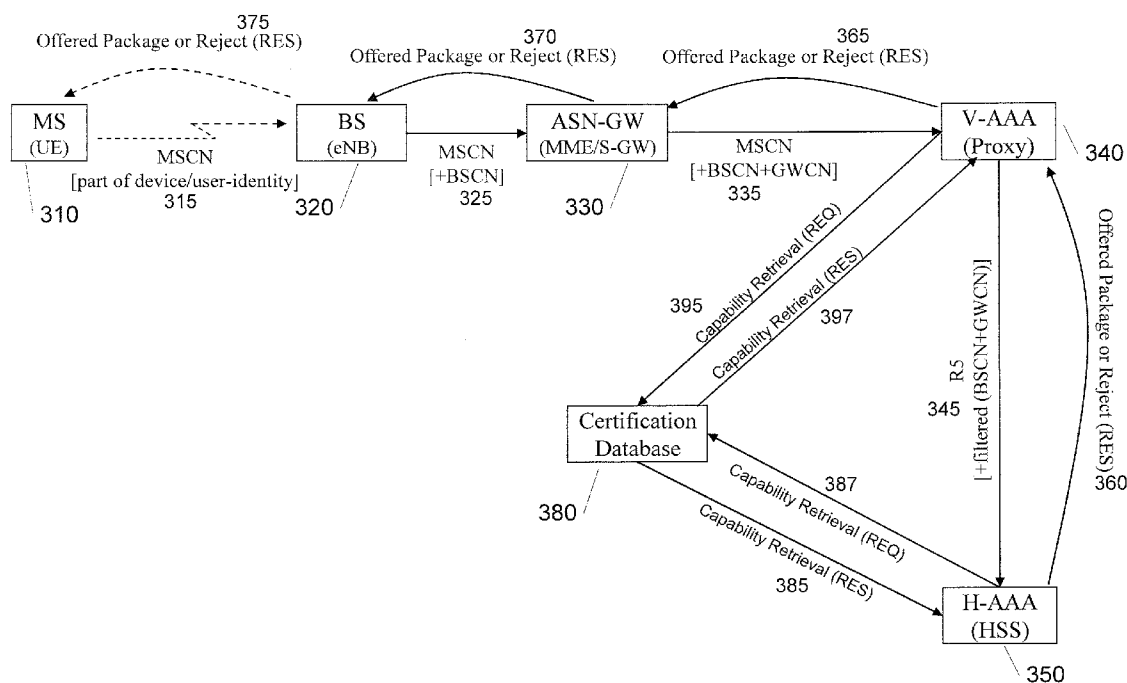 375
Offered Package or Reject (RES)
370
Offered Package or Reject (RES)
365
Offered Package or Reject (RES)
MS
(UE)
BS
(eNB)
ASN-GW
(MME/S-GW)
V-AAA
(Proxy)
MSCN
[part of device/user-identity]
315
MSCN
[+BSCN]
325
MSCN
[+BSCN+GWCN]
335
310
320
330
340
Capability Retrieval (REQ)
395
Capability Retrieval (RES)
397
R5
345
[+filtered (BSCN+GWCN)]
Offered Package or Reject (RES)
360
Certification
Database
380
387
Capability Retrieval (REQ)
Capability Retrieval (RES)
385
H-AAA
(HSS)
350